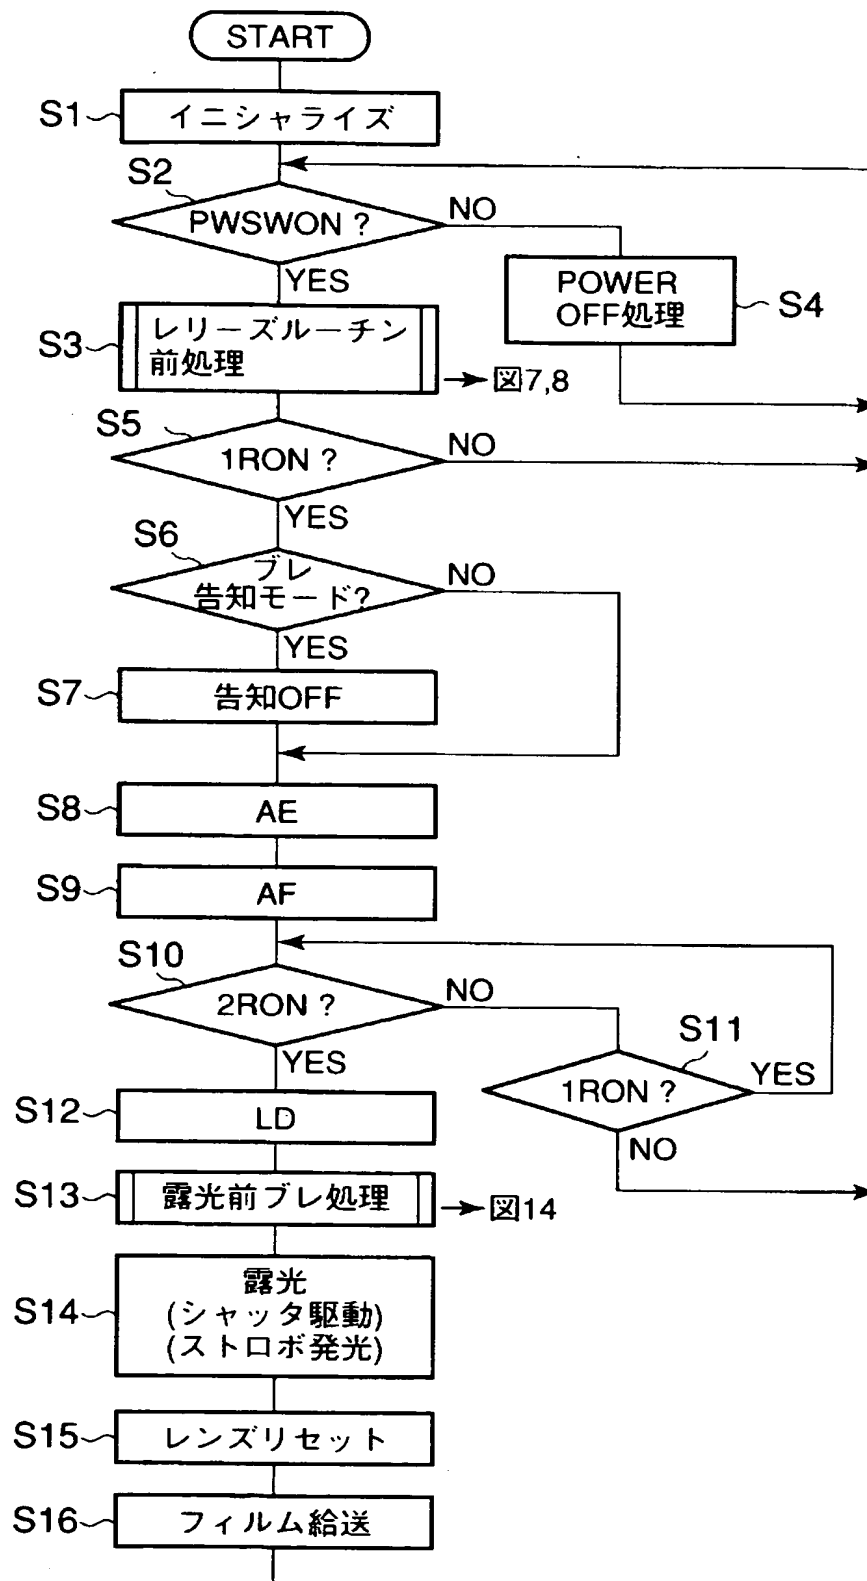 START
S1
イニシャライズ
S2
PWSWON ?
NO
YES
POWER
OFF処理
S4
S3
レリーズルーチン
前処理
→ 図7,8
S5
1RON ?
NO
YES
S6
ブレ
告知モード?
NO
YES
S7
告知OFF
S8
AE
S9
AF
S10
2RON ?
NO
YES
S11
1RON ?
YES
NO
S12
LD
S13
露光前ブレ処理
→ 図14
S14
露光
(シャッタ駆動)
(ストロボ発光)
S15
レンズリセット
S16
フィルム給送